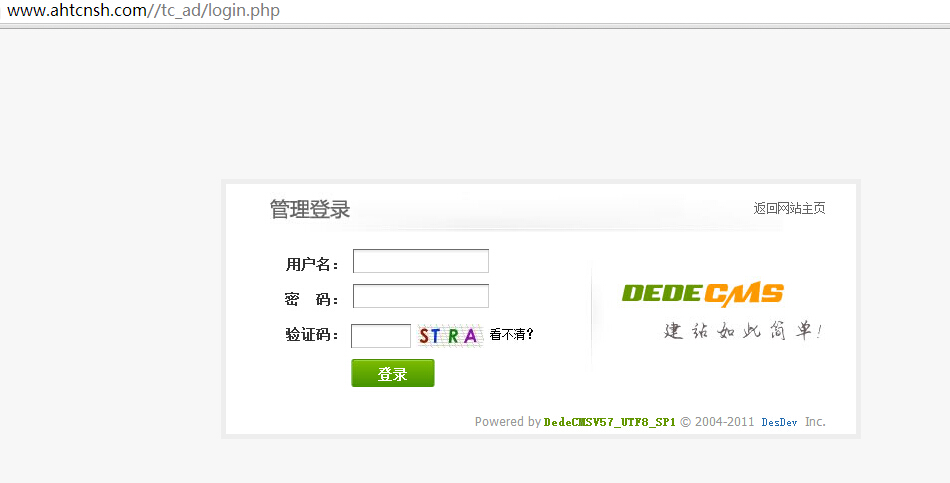 www.ahtcnsh.com//tc_ad/login.php
管理登录
返回网站主页
用户名：
密 码：
验证码：
STRA
看不清？
登录
DEDECMS
建站如此简单!
Powered by DedeCMSV57_UTF8_SP1 © 2004-2011 DesDev Inc.